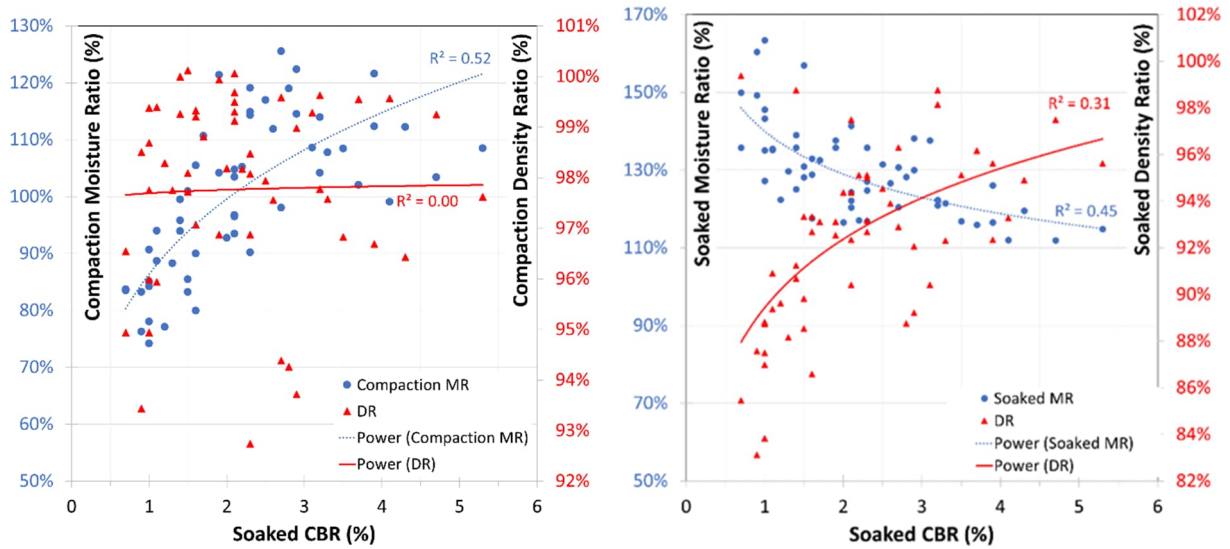 130%
120%
110%
100%
90%
80%
70%
60%
50%
Compaction Moisture Ratio (%)
R² = 0.52
R² = 0.00
Compaction MR
DR
Power (Compaction MR)
Power (DR)
Compaction Density Ratio (%)
101%
100%
99%
98%
97%
96%
95%
94%
93%
92%
0 1 2 3 4 5 6
Soaked CBR (%)
170%
150%
130%
110%
90%
70%
50%
Soaked Moisture Ratio (%)
R² = 0.31
R² = 0.45
Soaked MR
DR
Power (Soaked MR)
Power (DR)
Soaked Density Ratio (%)
102%
100%
98%
96%
94%
92%
90%
88%
86%
84%
82%
0 1 2 3 4 5 6
Soaked CBR (%)